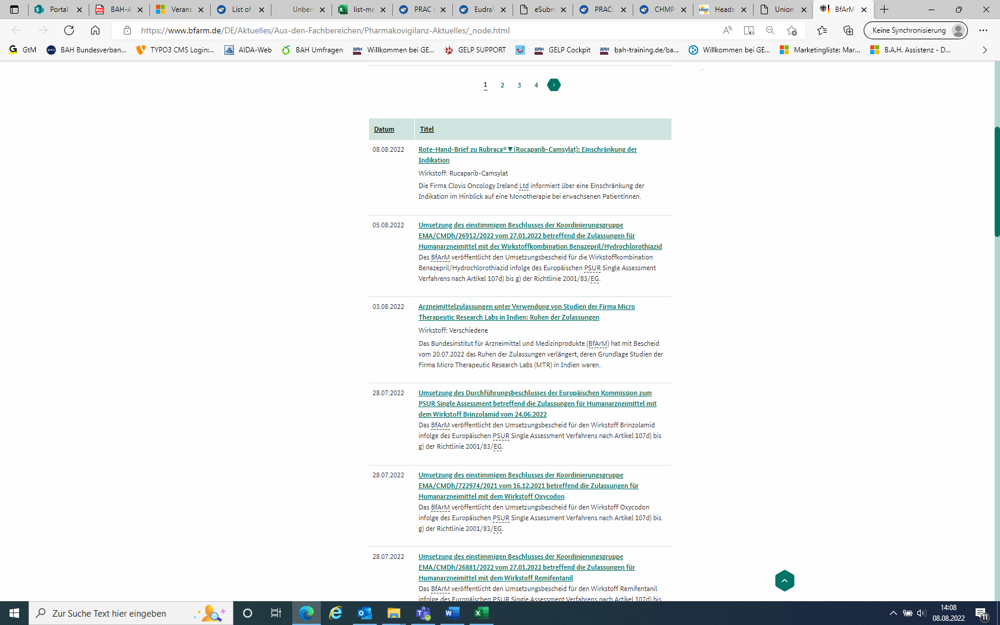 Portal
BAH-A
Verans
List of
Unben
list-me
PRAC r
Eudra
eSubm
PRAC:
CHMP
Heads
Union
BfArM
https://www.bfarm.de/DE/Aktuelles/Aus-den-Fachbereichen/Pharmakovigilanz-Aktuelles/_node.html
Keine Synchronisierung
GtM
BAH Bundesverban...
TYPO3 CMS Login:...
AIDA-Web
BAH Umfragen
Willkommen bei GE...
GELP SUPPORT
GELP Cockpit
bah-training.de/ba...
Willkommen bei GE...
Marketingliste: Mar...
B.A.H. Assistenz - D...
1 2 3 4
Datum Titel
08.08.2022 Rote-Hand-Brief zu Rubraca®▼(Rucaparib-Camsylat): Einschränkung der
Indikation
Wirkstoff: Rucaparib-Camsylat
Die Firma Clovis Oncology Ireland Ltd informiert über eine Einschränkung der
Indikation im Hinblick auf eine Monotherapie bei erwachsenen Patientinnen.
05.08.2022 Umsetzung des einstimmigen Beschlusses der Koordinierungsgruppe
EMA/CMDh/26912/2022 vom 27.01.2022 betreffend die Zulassungen für
Humanarzneimittel mit der Wirkstoffkombination Benazepril/Hydrochlorothiazid
Das BfArM veröffentlicht den Umsetzungsbescheid für die Wirkstoffkombination
Benazepril/Hydrochlorothiazid infolge des Europäischen PSUR Single Assessment
Verfahrens nach Artikel 107d) bis g) der Richtlinie 2001/83/EG.
03.08.2022 Arzneimittelzulassungen unter Verwendung von Studien der Firma Micro
Therapeutic Research Labs in Indien: Ruhen der Zulassungen
Wirkstoff: Verschiedene
Das Bundesinstitut für Arzneimittel und Medizinprodukte (BfArM) hat mit Bescheid
vom 20.07.2022 das Ruhen der Zulassungen verlängert, deren Grundlage Studien der
Firma Micro Therapeutic Research Labs (MTR) in Indien waren.
28.07.2022 Umsetzung des Durchführungsbeschlusses der Europäischen Kommission zum
PSUR Single Assessment betreffend die Zulassungen für Humanarzneimittel mit
dem Wirkstoff Brinzolamid vom 24.06.2022
Das BfArM veröffentlicht den Umsetzungsbescheid für den Wirkstoff Brinzolamid
infolge des Europäischen PSUR Single Assessment Verfahrens nach Artikel 107d) bis
g) der Richtlinie 2001/83/EG.
28.07.2022 Umsetzung des einstimmigen Beschlusses der Koordinierungsgruppe
EMA/CMDh/722974/2021 vom 16.12.2021 betreffend die Zulassungen für
Humanarzneimittel mit dem Wirkstoff Oxycodon
Das BfArM veröffentlicht den Umsetzungsbescheid für den Wirkstoff Oxycodon
infolge des Europäischen PSUR Single Assessment Verfahrens nach Artikel 107d) bis
g) der Richtlinie 2001/83/EG.
28.07.2022 Umsetzung des einstimmigen Beschlusses der Koordinierungsgruppe
EMA/CMDh/26881/2022 vom 27.01.2022 betreffend die Zulassungen für
Humanarzneimittel mit dem Wirkstoff Remifentanil
Das BfArM veröffentlicht den Umsetzungsbescheid für den Wirkstoff Remifentanil
infolge des Europäischen PSUR Single Assessment Verfahrens nach Artikel 107d) bis
Zur Suche Text hier eingeben
14:08
08.08.2022
11